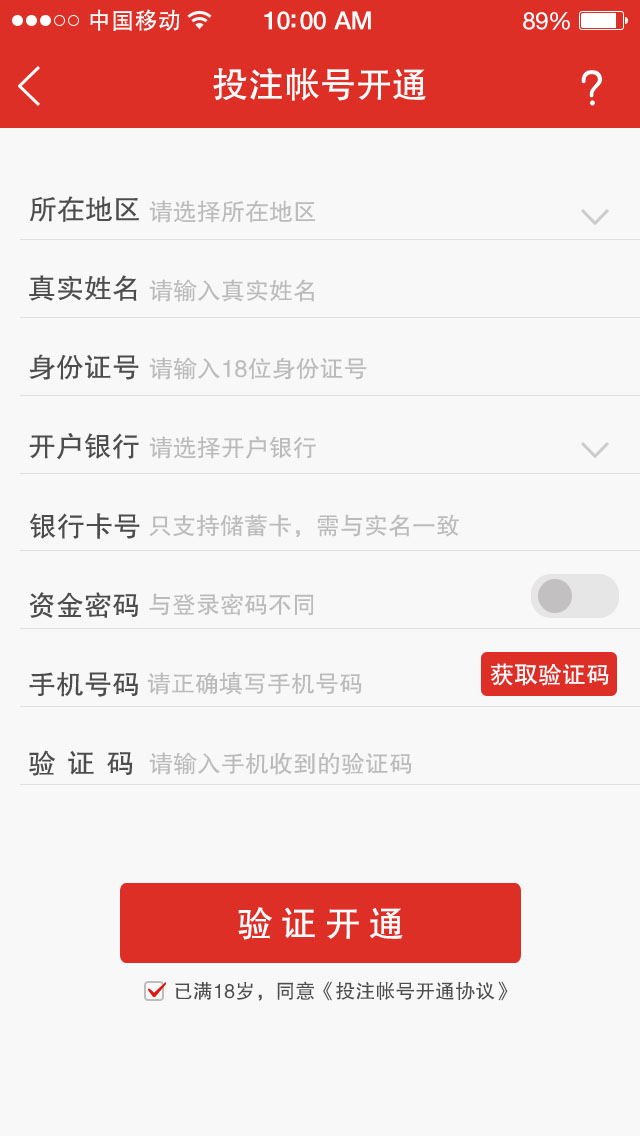 中国移动 10:00 AM 89%
投注帐号开通 ?
所在地区 请选择所在地区
真实姓名 请输入真实姓名
身份证号 请输入18位身份证号
开户银行 请选择开户银行
银行卡号 只支持储蓄卡，需与实名一致
资金密码 与登录密码不同
手机号码 请正确填写手机号码 获取验证码
验证码 请输入手机收到的验证码
验证开通
已满18岁，同意《投注帐号开通协议》